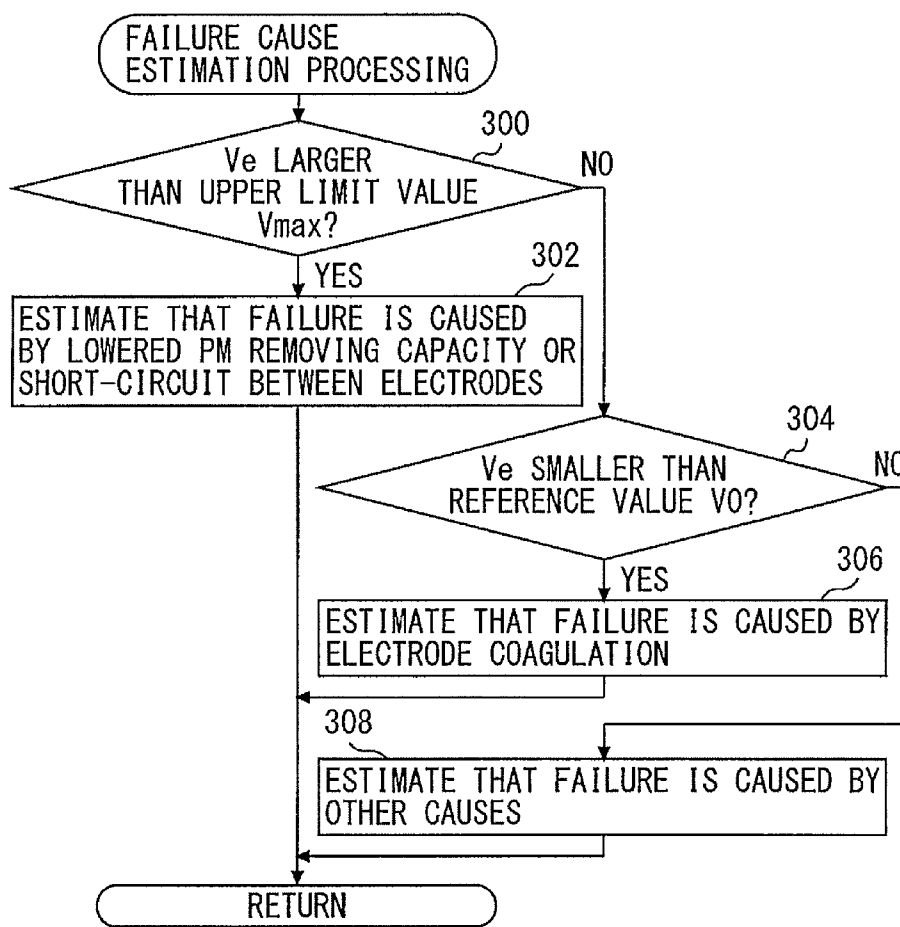 FAILURE CAUSE
ESTIMATION PROCESSING
300
Ve LARGER
THAN UPPER LIMIT VALUE
Vmax?
NO
YES
302
ESTIMATE THAT FAILURE IS CAUSED
BY LOWERED PM REMOVING CAPACITY OR
SHORT-CIRCUIT BETWEEN ELECTRODES
304
Ve SMALLER THAN
REFERENCE VALUE V0?
NO
YES
306
ESTIMATE THAT FAILURE IS CAUSED BY
ELECTRODE COAGULATION
308
ESTIMATE THAT FAILURE IS CAUSED BY
OTHER CAUSES
RETURN